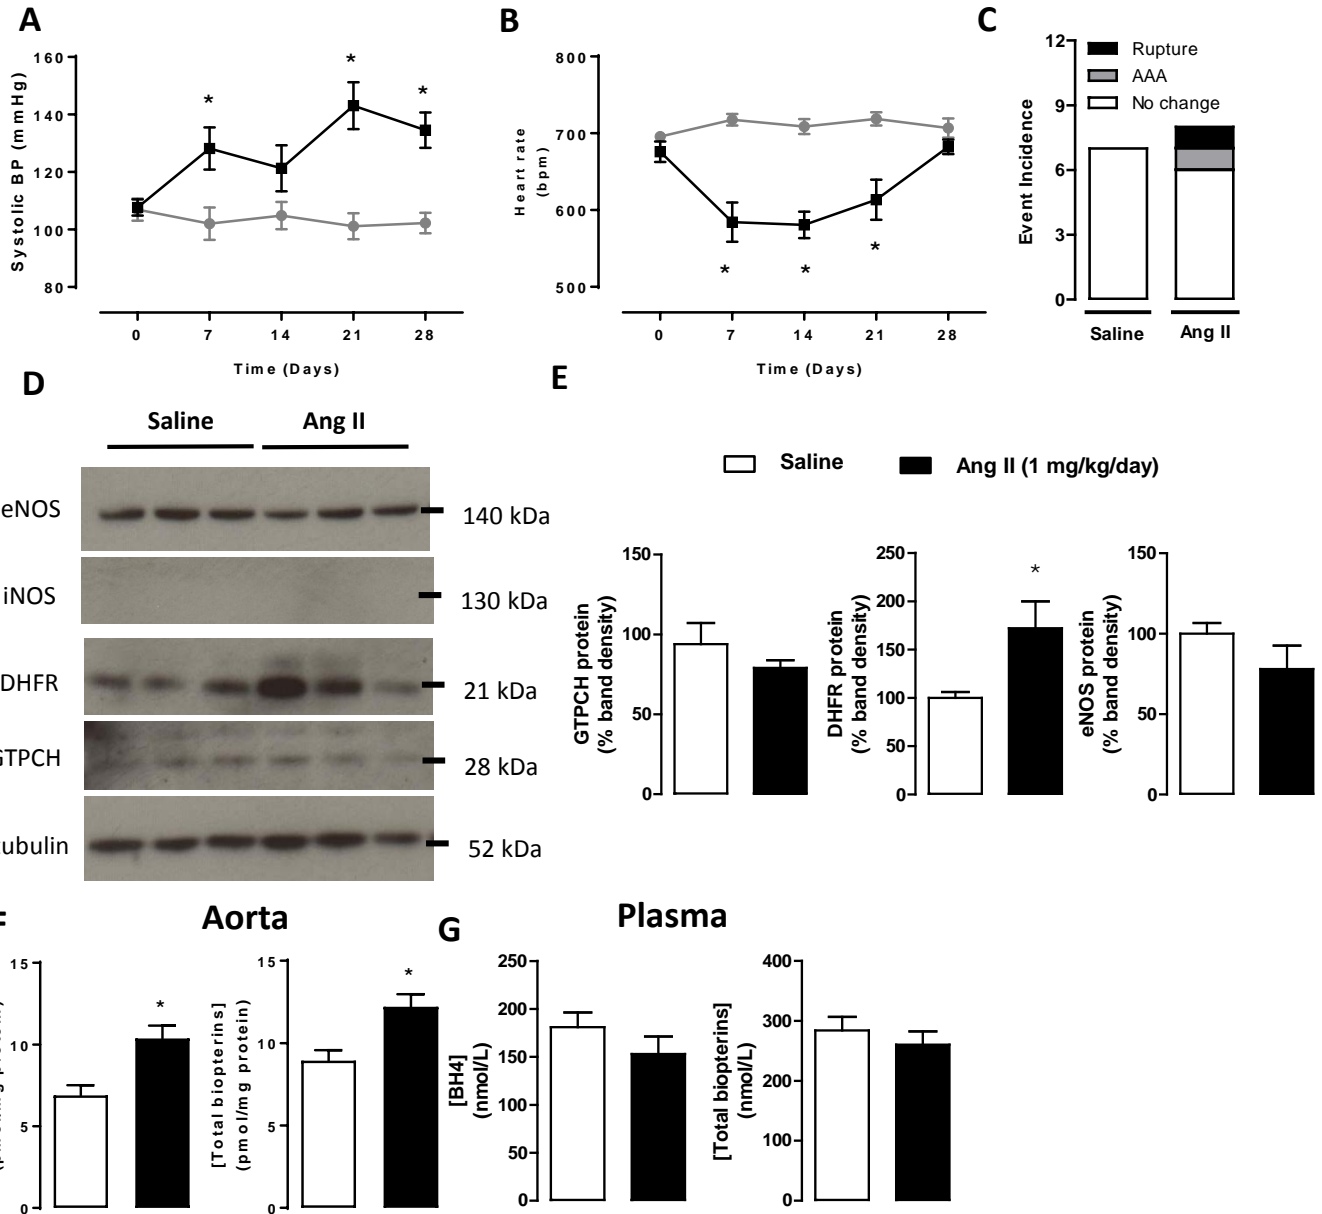 A
Systolic BP (mmHg)
160
140
120
100
80
*
*
*
0 7 14 21 28
Time (Days)
B
Heart rate
(bpm)
800
700
600
500
*
*
*
0 7 14 21 28
Time (Days)
C
Event Incidence
12
9
6
3
0
Rupture
AAA
No change
Saline
Ang II
D
Saline Ang II
eNOS 140 kDa
iNOS 130 kDa
DHFR 21 kDa
GTPCH 28 kDa
tubulin 52 kDa
E
Saline
Ang II (1 mg/kg/day)
GTPCH protein
(% band density)
150
100
50
0
DHFR protein
(% band density)
250
200
150
100
50
0
*
eNOS protein
(% band density)
150
100
50
0
Aorta
15
10
5
0
*
[Total biopterins]
(pmol/mg protein)
15
10
5
0
*
G
Plasma
[BH4]
(nmol/L)
250
200
150
100
50
0
[Total biopterins]
(nmol/L)
400
300
200
100
0